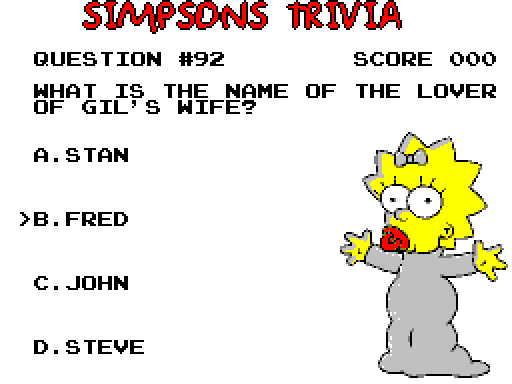 SIMPSONS TRIVIA
QUESTION #92 SCORE 000
WHAT IS THE NAME OF THE LOVER
OF GIL'S WIFE?
A.STAN
>B.FRED
C.JOHN
D.STEVE